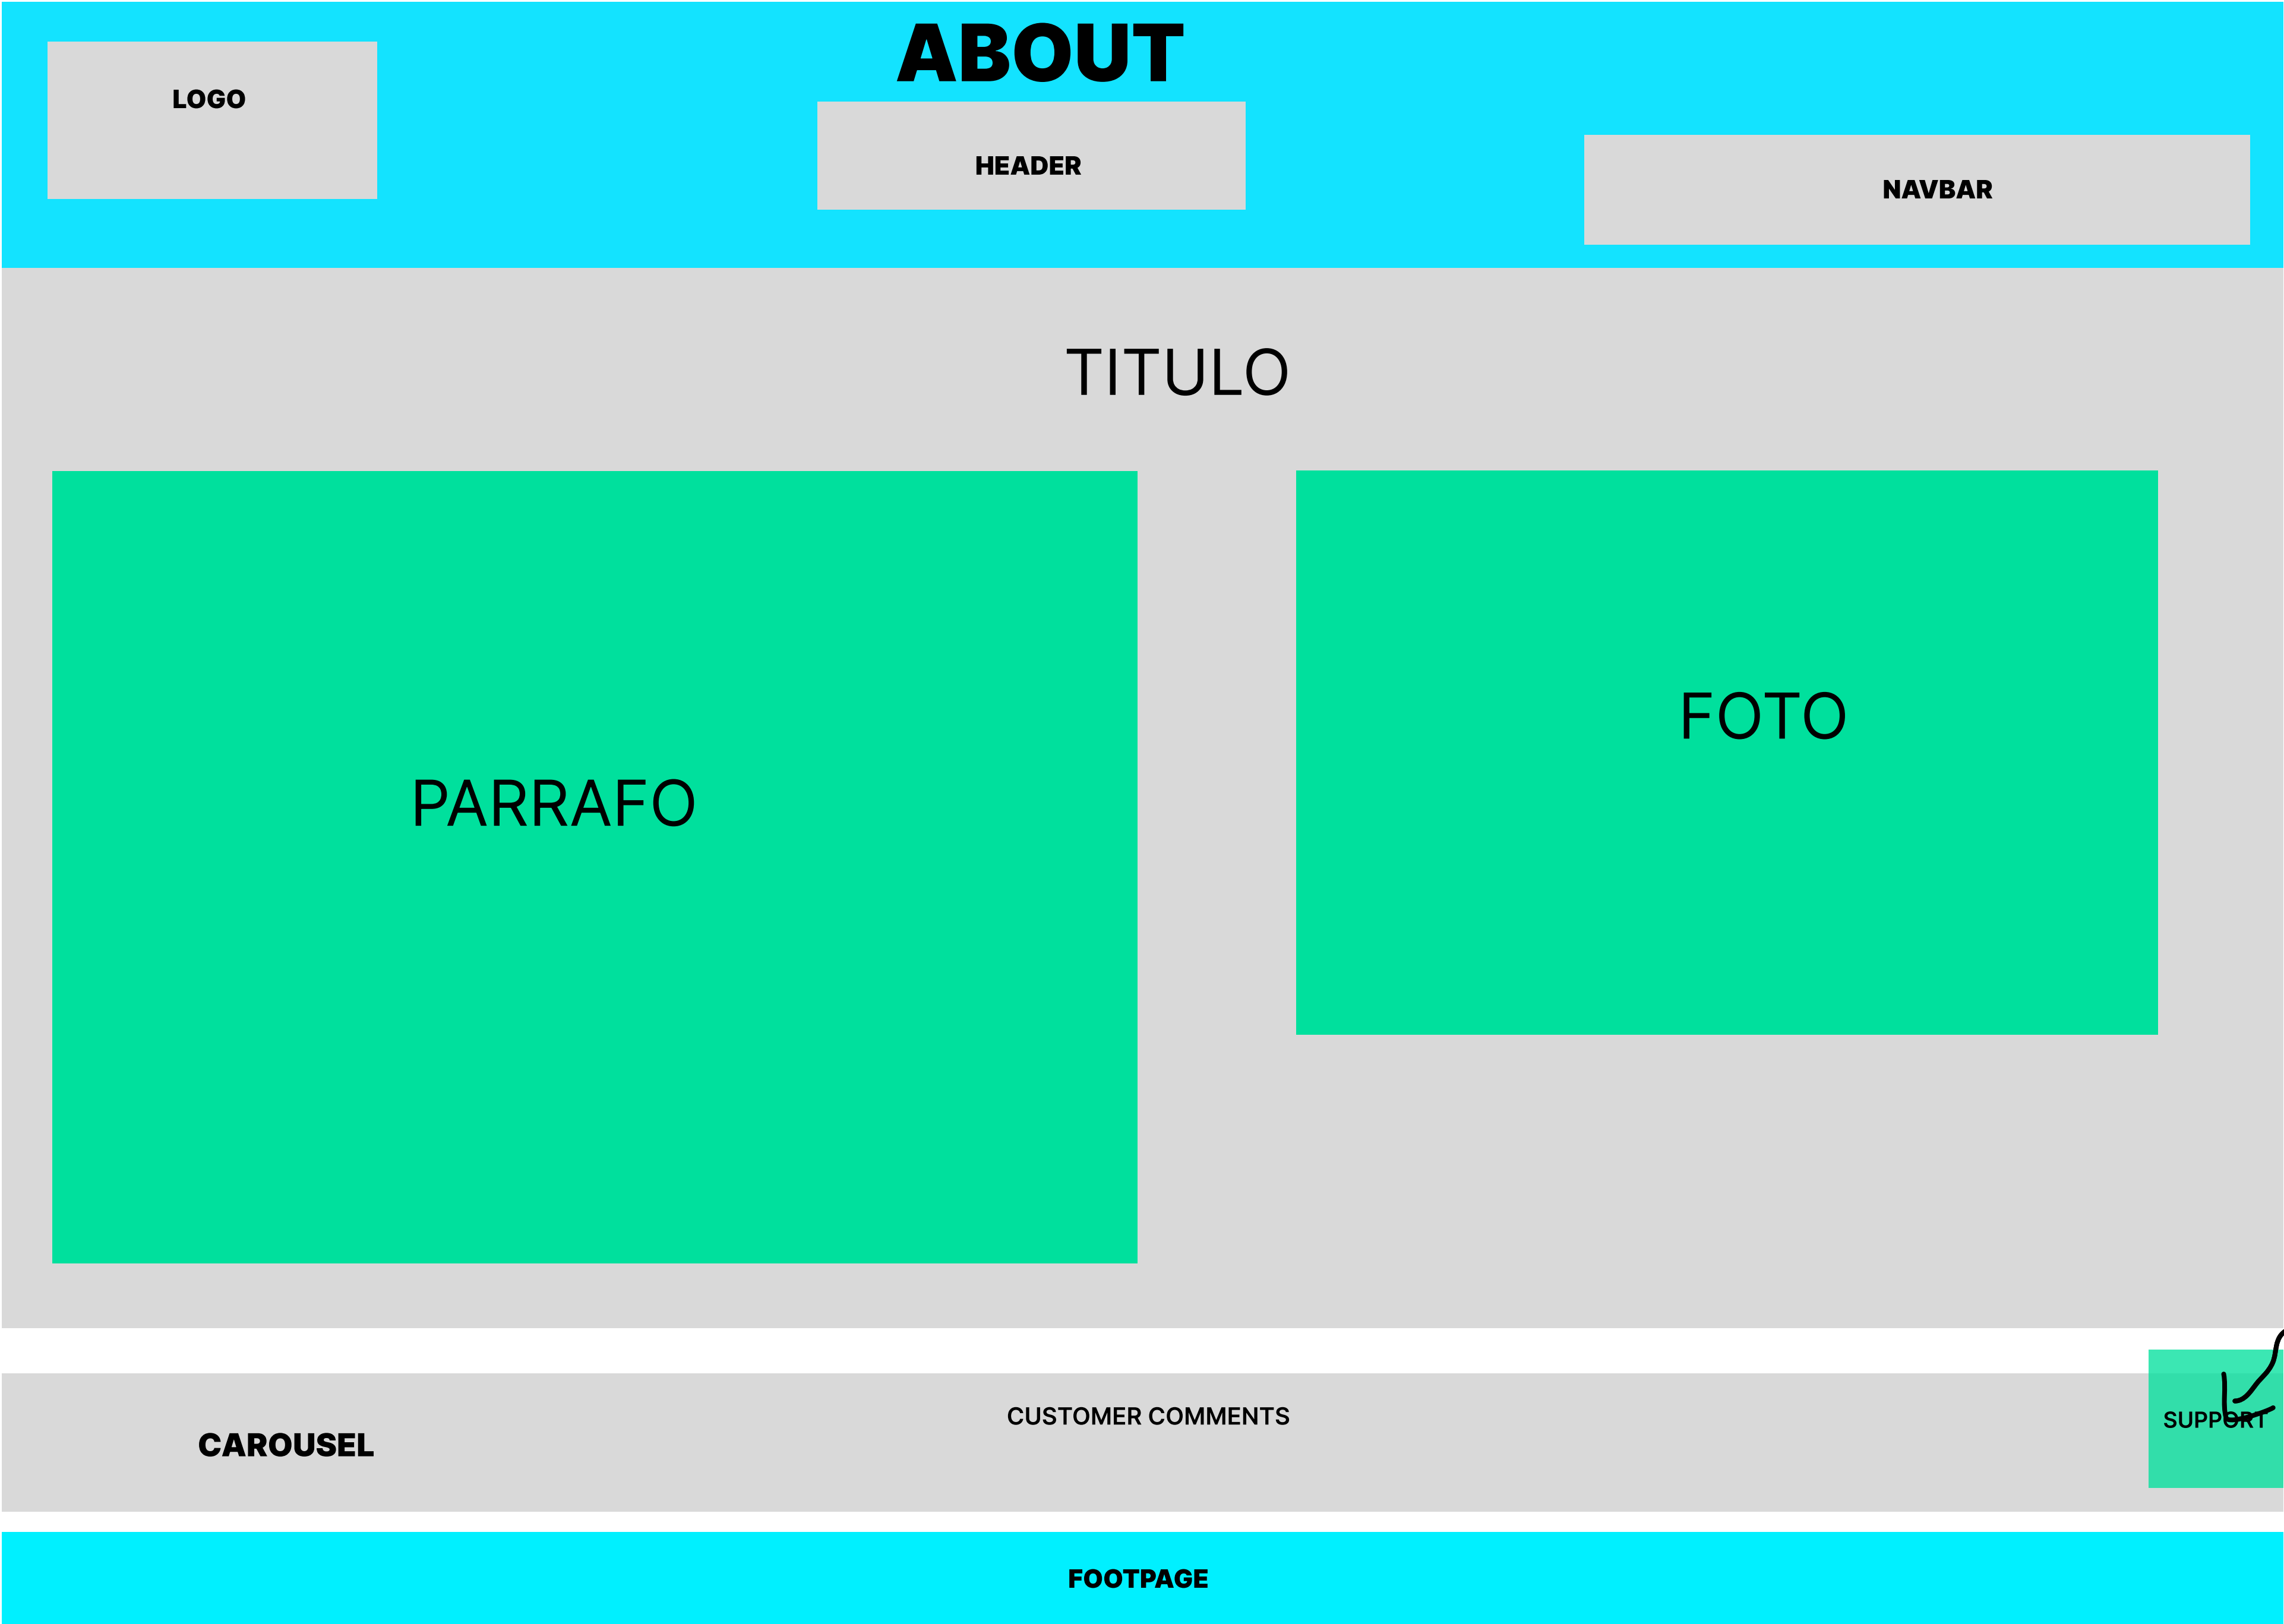 ABOUT
LOGO
HEADER
NAVBAR
TITULO
PARRAFO
FOTO
CUSTOMER COMMENTS
CAROUSEL
SUPPORT
FOOTPAGE